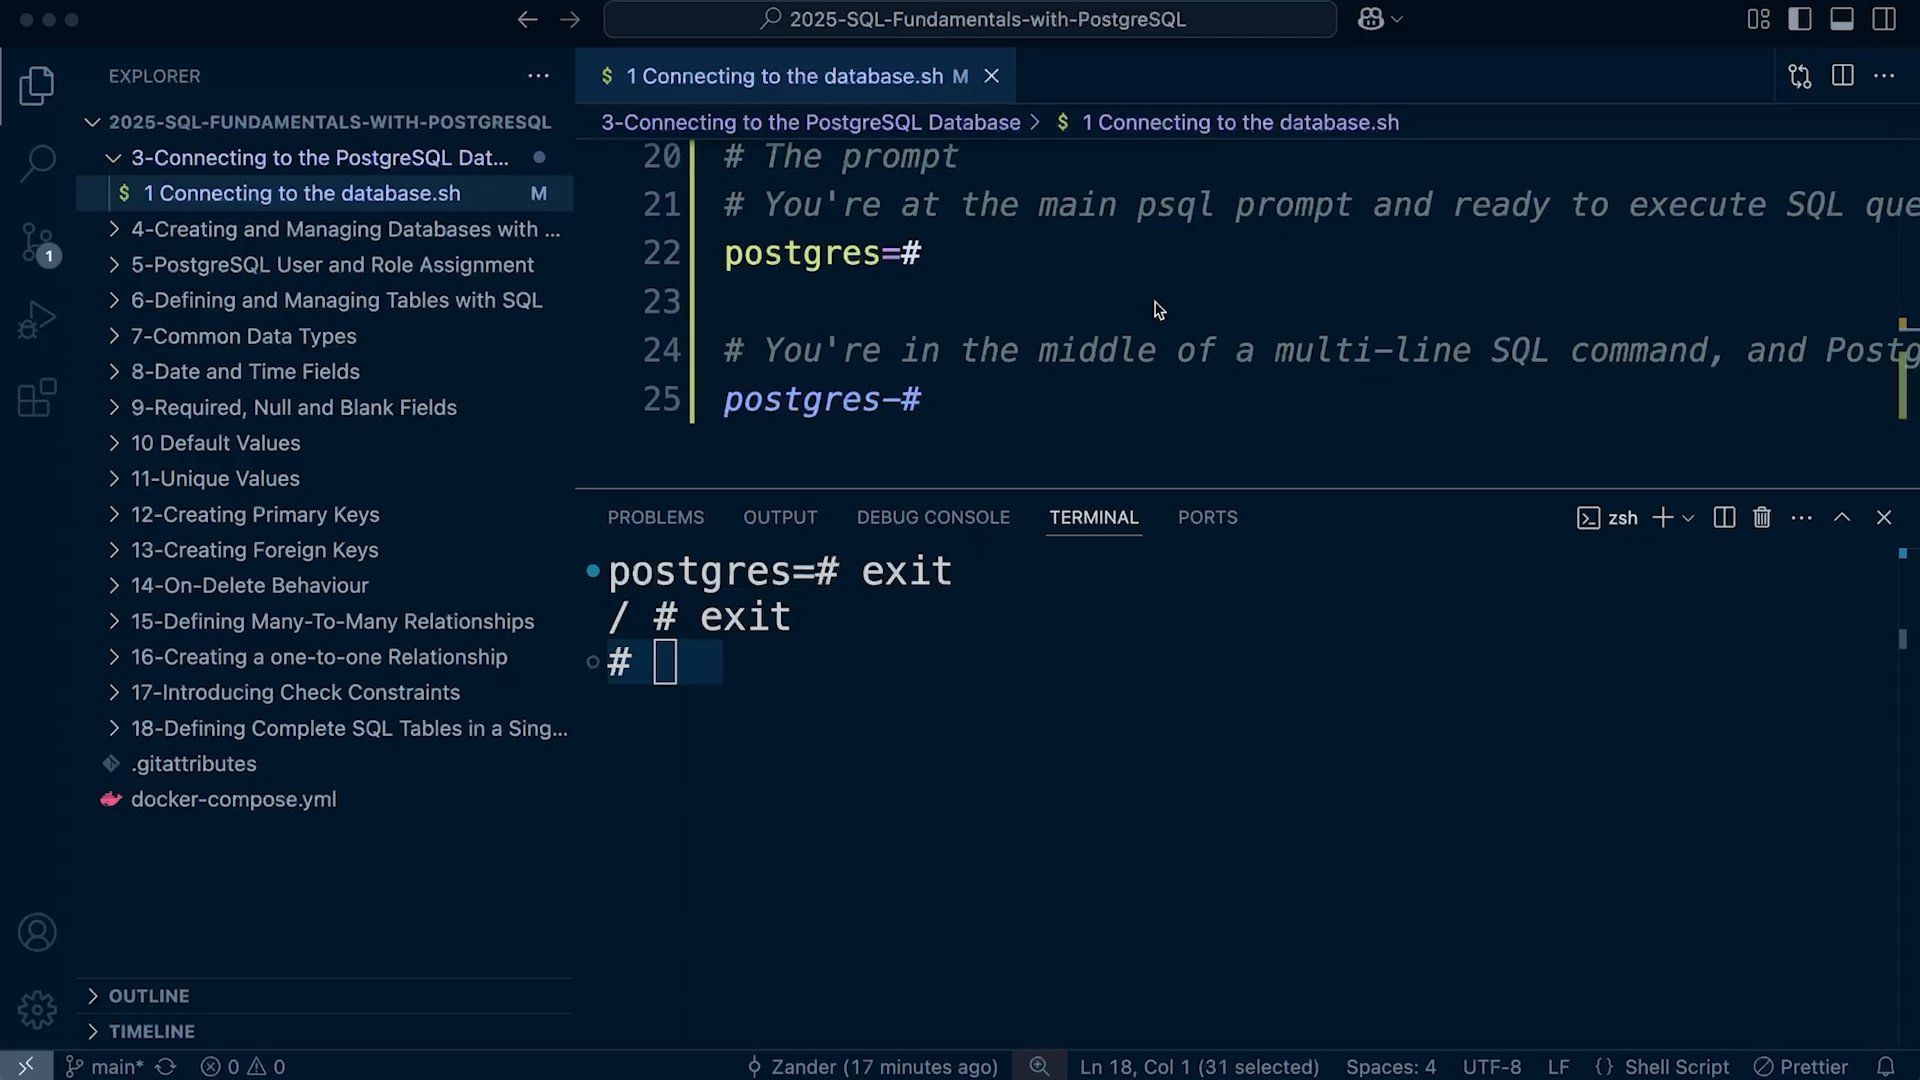 2025-SQL-Fundamentals-with-PostgreSQL
EXPLORER
2025-SQL-FUNDAMENTALS-WITH-POSTGRESQL
3-Connecting to the PostgreSQL Dat...
$ 1 Connecting to the database.sh M
4-Creating and Managing Databases with ...
5-PostgreSQL User and Role Assignment
6-Defining and Managing Tables with SQL
7-Common Data Types
8-Date and Time Fields
9-Required, Null and Blank Fields
10 Default Values
11-Unique Values
12-Creating Primary Keys
13-Creating Foreign Keys
14-On-Delete Behaviour
15-Defining Many-To-Many Relationships
16-Creating a one-to-one Relationship
17-Introducing Check Constraints
18-Defining Complete SQL Tables in a Sing...
.gitattributes
docker-compose.yml
OUTLINE
TIMELINE
1
$ 1 Connecting to the database.sh M
3-Connecting to the PostgreSQL Database > $ 1 Connecting to the database.sh
20 # The prompt
21 # You're at the main psql prompt and ready to execute SQL que
22 postgres=#
23
24 # You're in the middle of a multi-line SQL command, and Postg
25 postgres-#
PROBLEMS OUTPUT DEBUG CONSOLE TERMINAL PORTS zsh
postgres=# exit
/ # exit
#
main* 0 0 Zander (17 minutes ago) Ln 18, Col 1 (31 selected) Spaces: 4 UTF-8 LF {} Shell Script Prettier